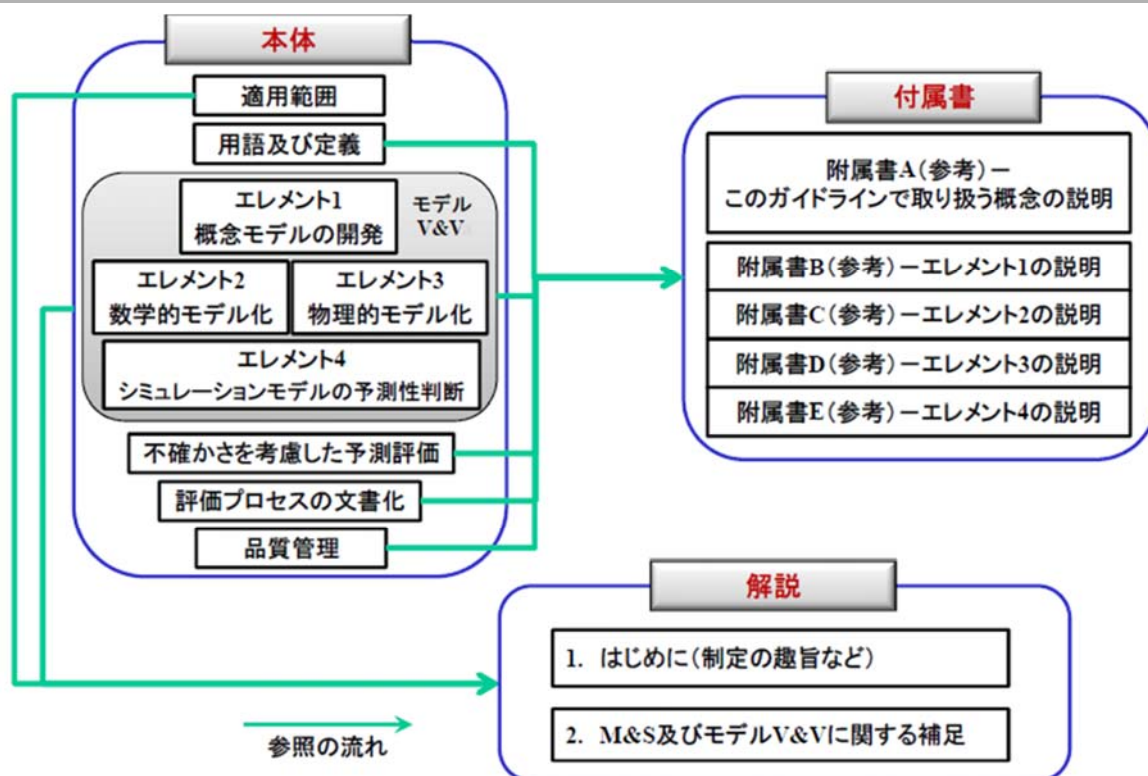 本体
適用範囲
用語及び定義
エレメント1
概念モデルの開発
モデル
V&V
エレメント2
数学的モデル化
エレメント3
物理的モデル化
エレメント4
シミュレーションモデルの予測性判断
不確かさを考慮した予測評価
評価プロセスの文書化
品質管理
付属書
附属書A(参考)－
このガイドラインで取り扱う概念の説明
附属書B(参考)－エレメント1の説明
附属書C(参考)－エレメント2の説明
附属書D(参考)－エレメント3の説明
附属書E(参考)－エレメント4の説明
解説
1. はじめに(制定の趣旨など)
2. M&S及びモデルV&Vに関する補足
参照の流れ